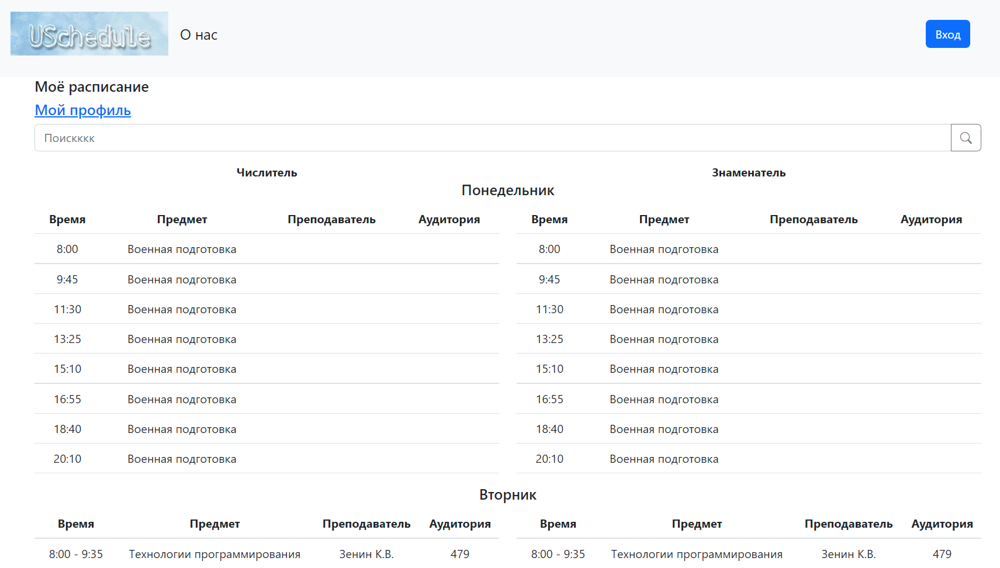 USchedule О нас Вход
Моё расписание
Мой профиль
Поискккк
Числитель Знаменатель
Понедельник
Время Предмет Преподаватель Аудитория Время Предмет Преподаватель Аудитория
8:00 Военная подготовка 8:00 Военная подготовка
9:45 Военная подготовка 9:45 Военная подготовка
11:30 Военная подготовка 11:30 Военная подготовка
13:25 Военная подготовка 13:25 Военная подготовка
15:10 Военная подготовка 15:10 Военная подготовка
16:55 Военная подготовка 16:55 Военная подготовка
18:40 Военная подготовка 18:40 Военная подготовка
20:10 Военная подготовка 20:10 Военная подготовка
Вторник
Время Предмет Преподаватель Аудитория Время Предмет Преподаватель Аудитория
8:00 - 9:35 Технологии программирования Зенин К.В. 479 8:00 - 9:35 Технологии программирования Зенин К.В. 479